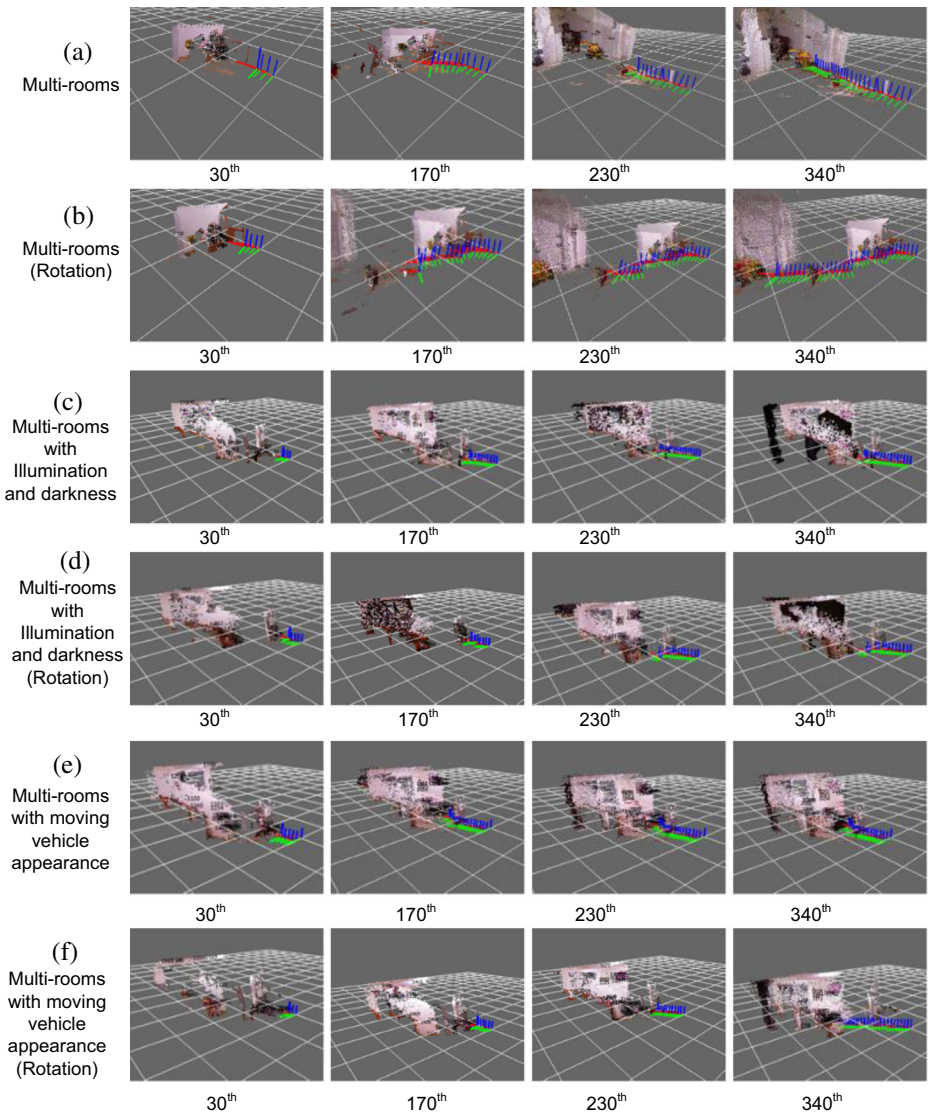 (a)
Multi-rooms
30th
170th
230th
340th
(b)
Multi-rooms
(Rotation)
30th
170th
230th
340th
(c)
Multi-rooms
with
Illumination
and darkness
30th
170th
230th
340th
(d)
Multi-rooms
with
Illumination
and darkness
(Rotation)
30th
170th
230th
340th
(e)
Multi-rooms
with moving
vehicle
appearance
30th
170th
230th
340th
(f)
Multi-rooms
with moving
vehicle
appearance
(Rotation)
30th
170th
230th
340th